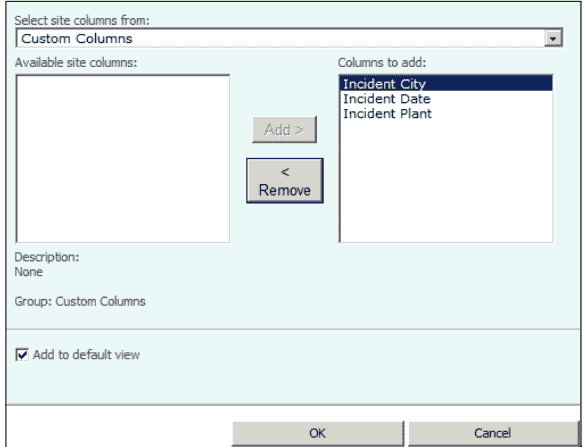 Select site columns from:
Custom Columns
Available site columns:
Columns to add:
Incident City
Incident Date
Incident Plant
Add >
<
Remove
Description:
None
Group: Custom Columns
Add to default view
OK
Cancel